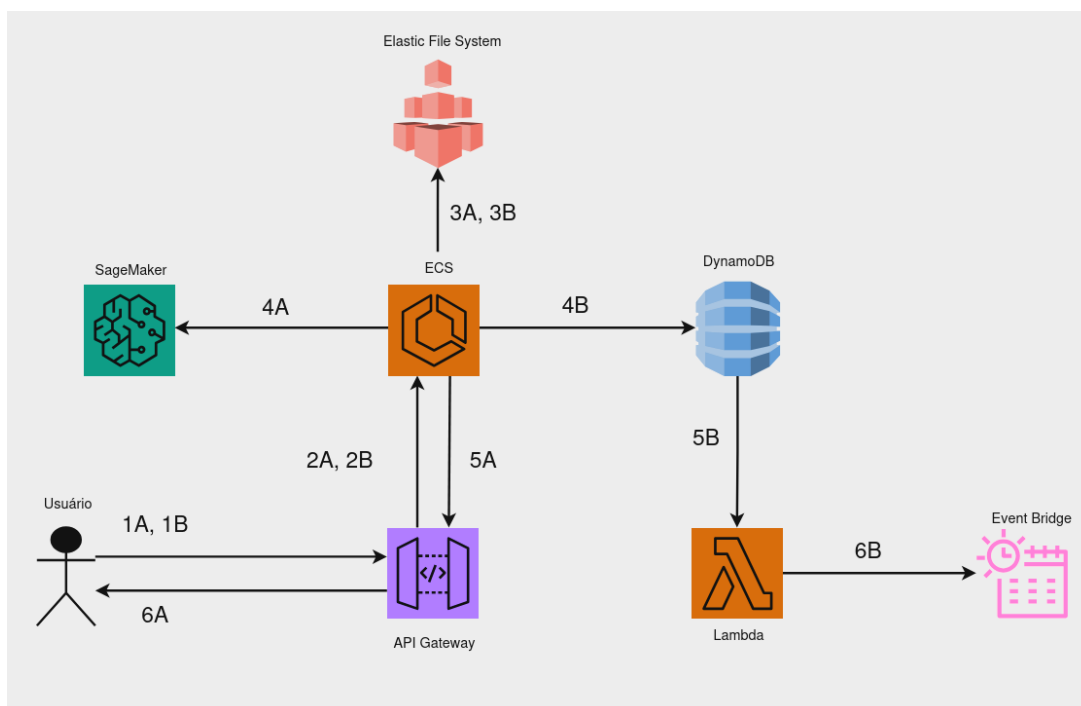 Elastic File System
3A, 3B
SageMaker
ECS
DynamoDB
4A
4B
2A, 2B
5A
5B
Usuário
1A, 1B
6A
</>
API Gateway
Lambda
6B
Event Bridge